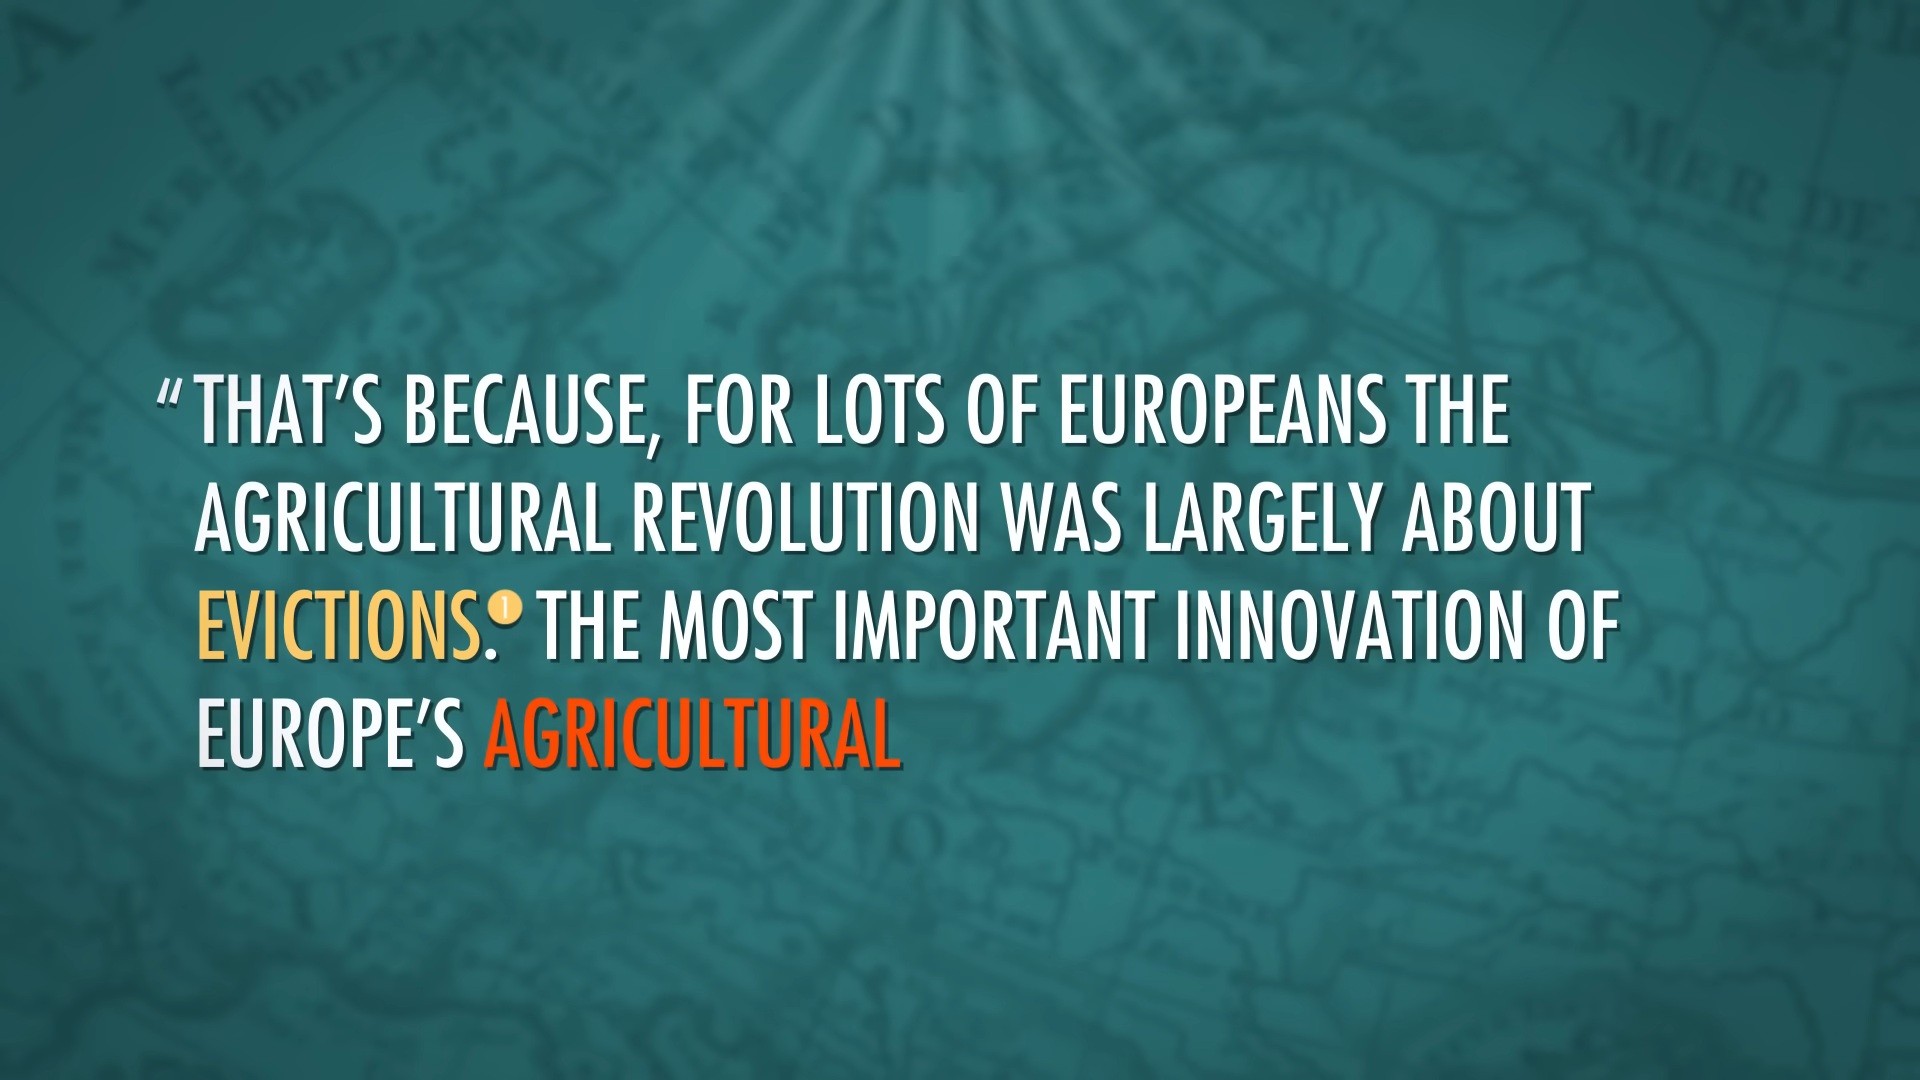 “THAT’S BECAUSE, FOR LOTS OF EUROPEANS THE
AGRICULTURAL REVOLUTION WAS LARGELY ABOUT
EVICTIONS.1 THE MOST IMPORTANT INNOVATION OF
EUROPE’S AGRICULTURAL